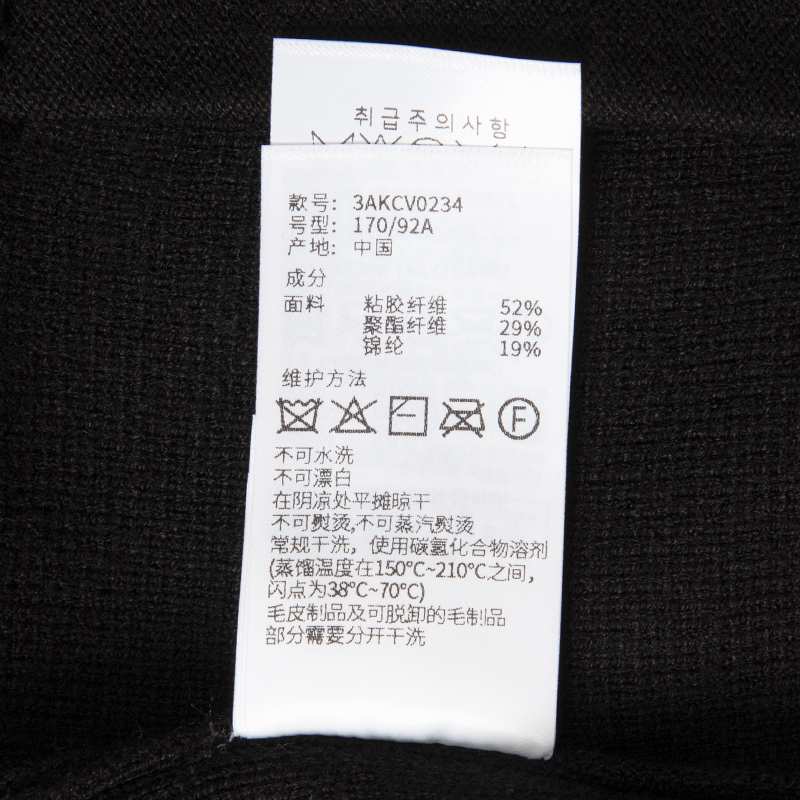 취급주의사항
款号: 3AKCV0234
号型: 170/92A
产地: 中国
成分
面料 粘胶纤维 52%
聚酯纤维 29%
锦纶 19%
维护方法
F
不可水洗
不可漂白
在阴凉处平摊晾干
不可熨烫,不可蒸汽熨烫
常规干洗, 使用碳氢化合物溶剂
(蒸馏温度在150℃~210℃之间,
闪点为38℃~70℃)
毛皮制品及可脱卸的毛制品
部分需要分开干洗